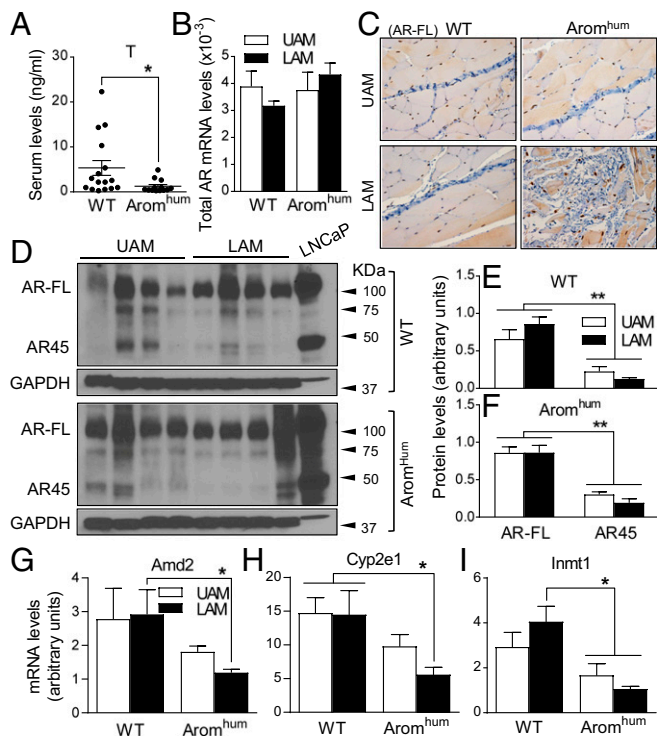 A
T
Serum levels (ng/ml)
30
20
10
0
*
WT
Arom^hum
B
Total AR mRNA levels (x10^-3)
6
5
4
3
2
1
0
UAM
LAM
WT
Arom^hum
C
(AR-FL) WT
Arom^hum
UAM
LAM
D
UAM
LAM
LNCaP
KDa
AR-FL
100
75
50
AR45
GAPDH
37
WT
AR-FL
100
75
50
AR45
GAPDH
37
Arom^Hum
E
WT
Protein levels (arbitrary units)
1.5
1.0
0.5
0.0
**
UAM
LAM
F
Arom^hum
1.5
1.0
0.5
0.0
**
AR-FL
AR45
G
Amd2
mRNA levels
(arbitrary units)
4
3
2
1
0
UAM
LAM
*
WT
Arom^hum
H
Cyp2e1
20
15
10
5
0
*
WT
Arom^hum
I
Inmt1
6
4
2
0
*
WT
Arom^hum